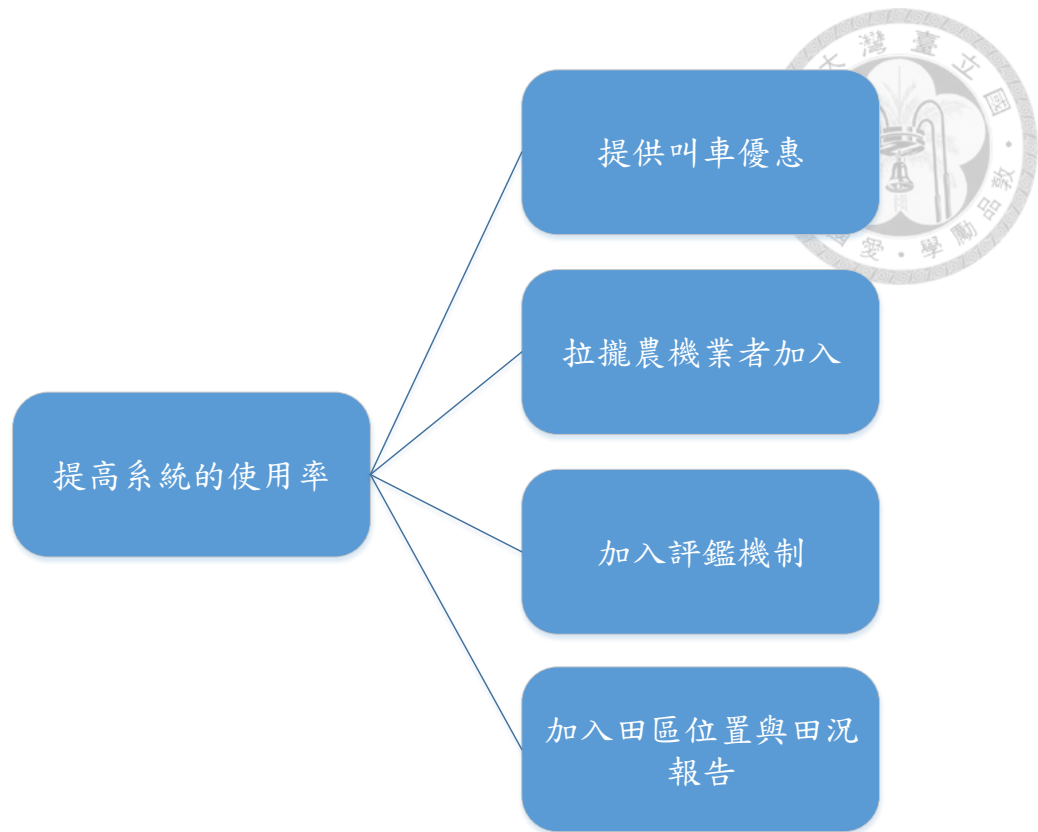 提供叫車優惠
拉攏農機業者加入
提高系統的使用率
加入評鑑機制
加入田區位置與田況
報告